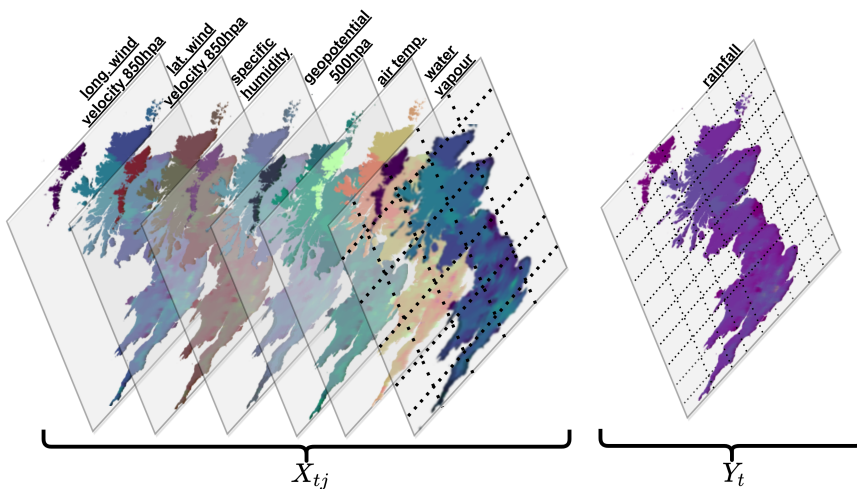 long. wind
velocity 850hpa
lat. wind
velocity 850hpa
specific
humidity
geopotential
500hpa
air temp.
water
vapour
rainfall
X_{tj}
Y_t